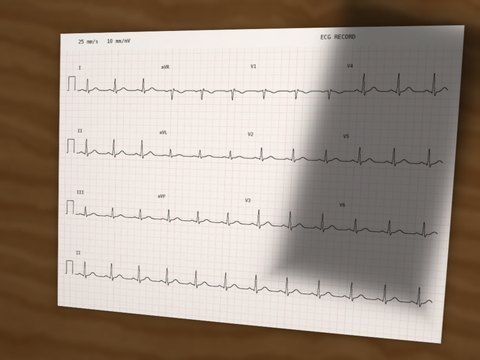 25 mm/s 10 mm/mV ECG RECORD
I aVR V1 V4
II aVL V2 V5
III aVF V3 V6
II